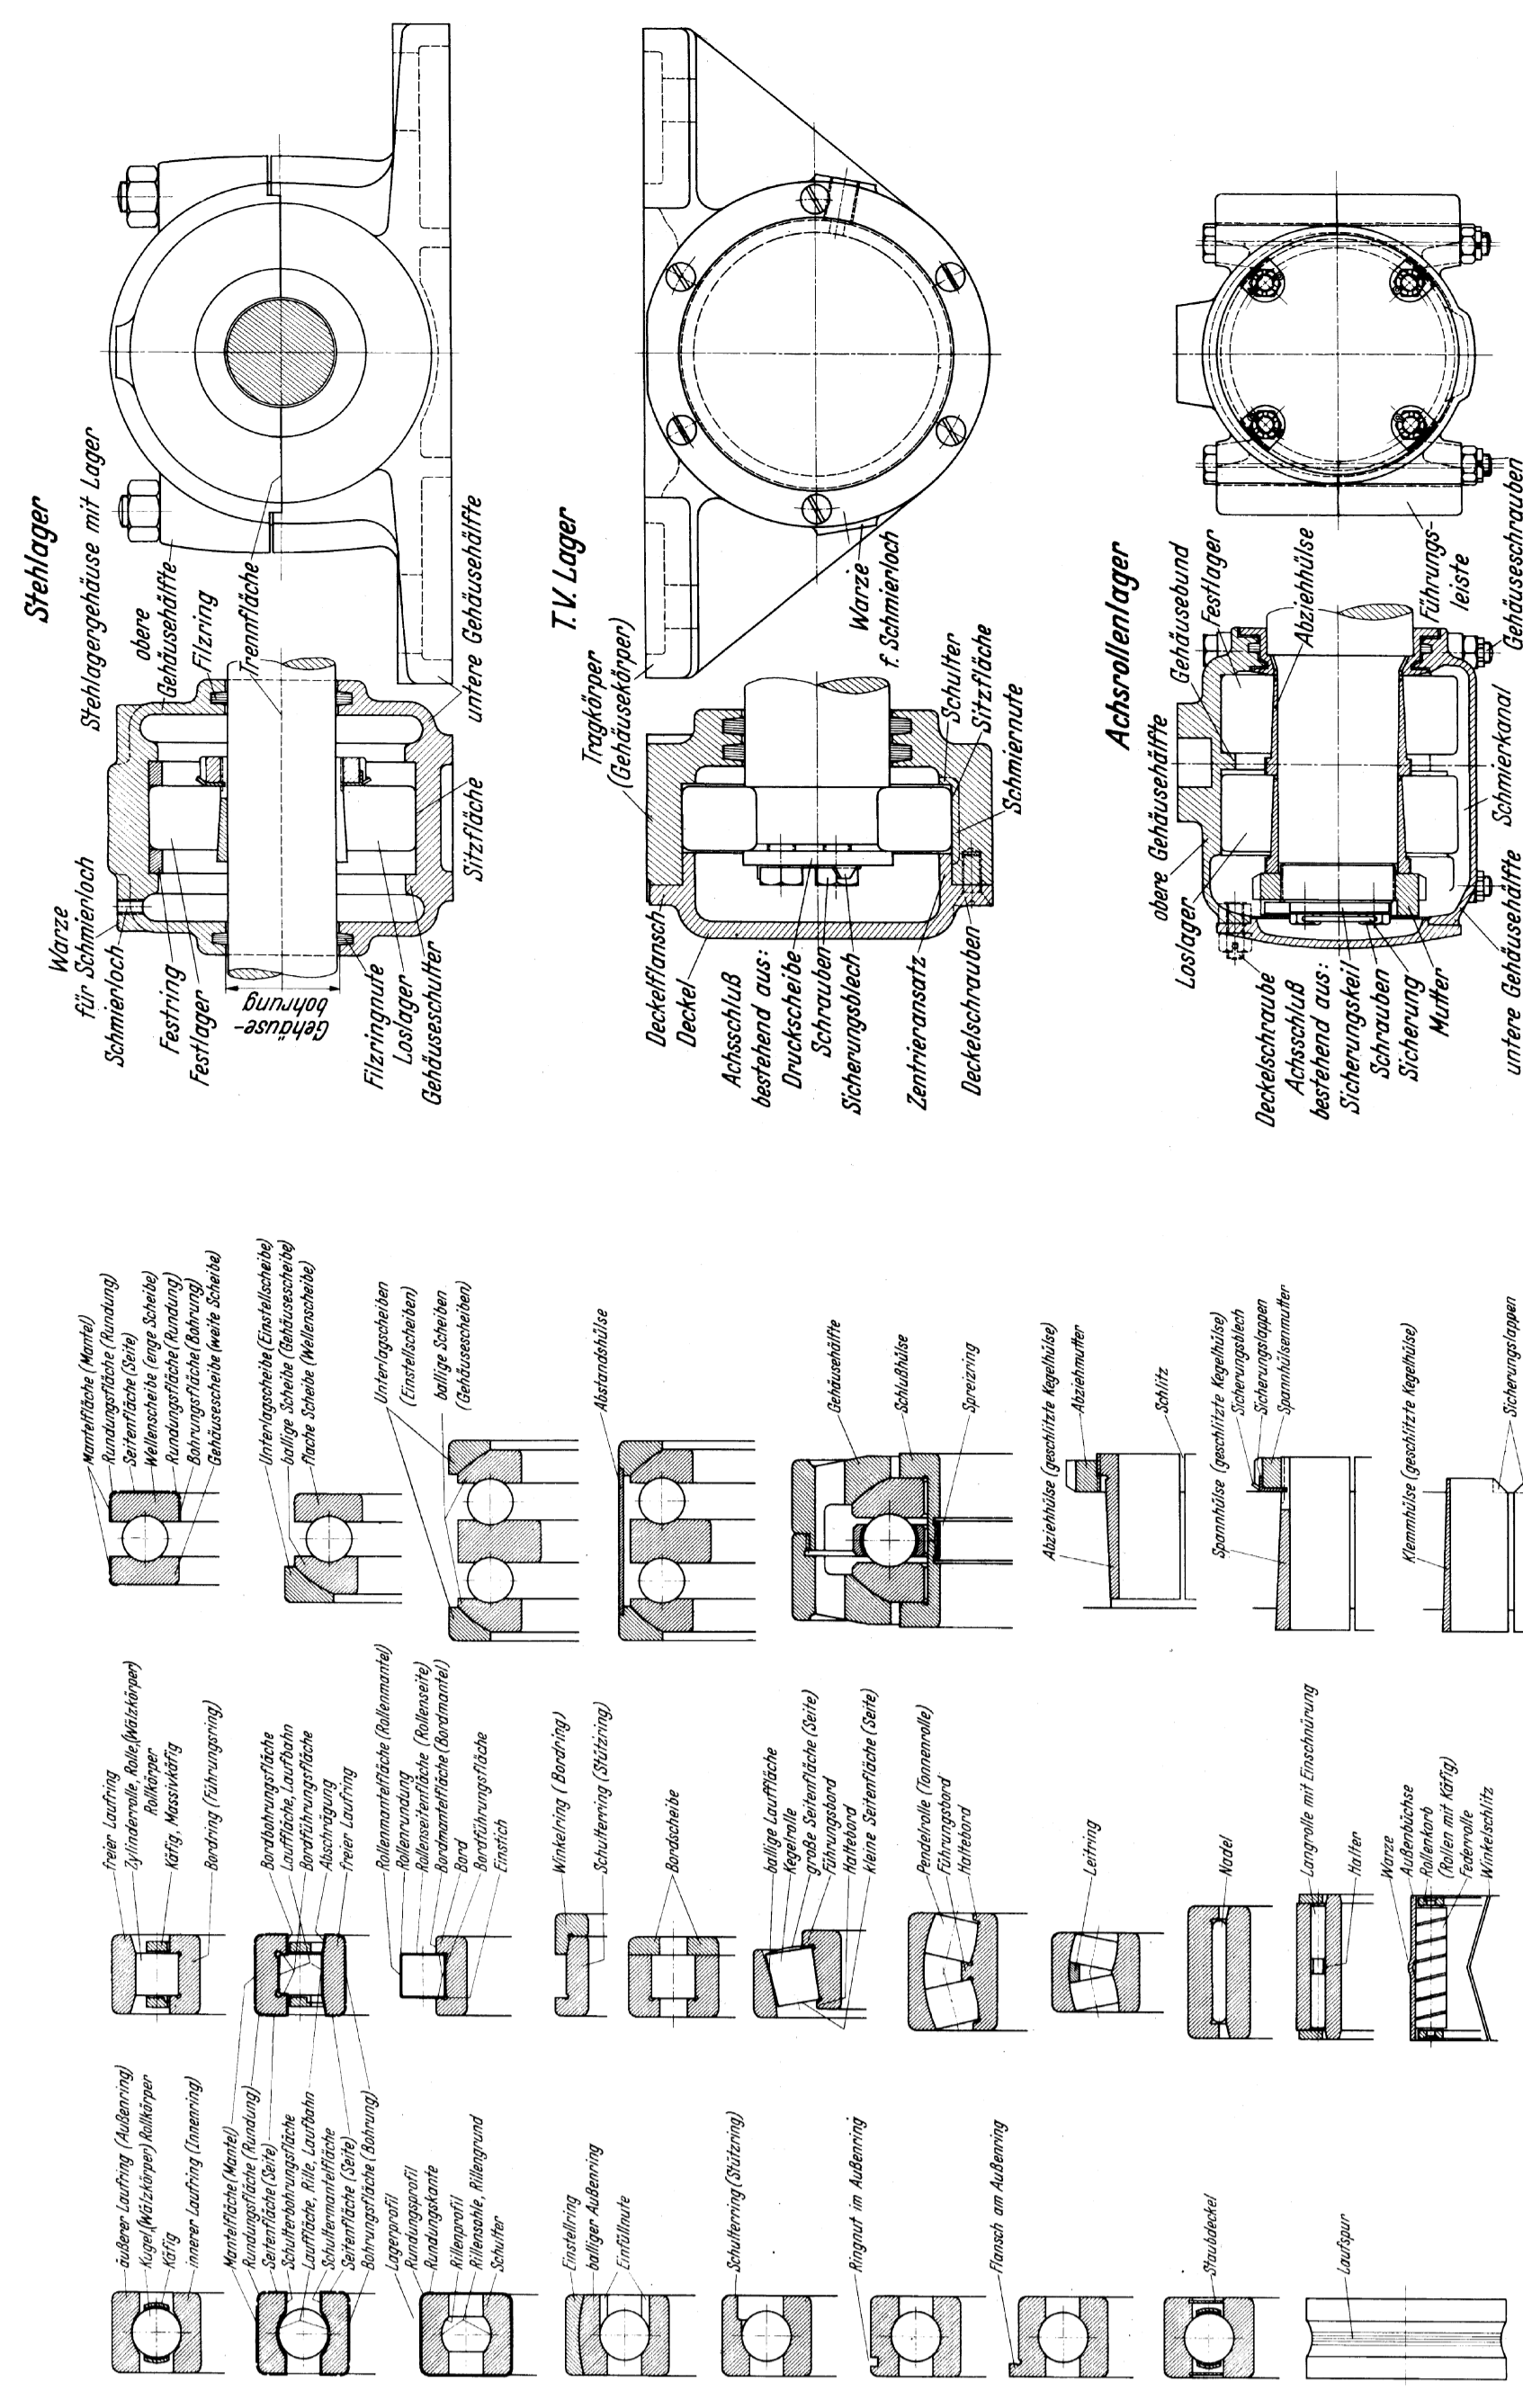 Stehlager
Stehlagergehäuse mit Lager
Warze
für Schmierloch
Schmierloch
Festring
Festlager
Gehäuse-
bohrung
Filzringnute
Loslager
Gehäuseschulter
obere
Gehäusehälfte
Filzring
Trennfläche
untere Gehäusehälfte
Sitzfläche
T.V. Lager
Tragkörper
(Gehäusekörper)
Deckelflansch
Deckel
Achsschluß
bestehend aus:
Druckscheibe
Schrauben
Sicherungsblech
Zentrieransatz
Deckelschrauben
Warze
f. Schmierloch
Schulter
Sitzfläche
Schmiernute
Achsrollenlager
obere Gehäusehälfte
Loslager
Gehäusebund
Festlager
Abziehhülse
Führungs-
leiste
Gehäuseschrauben
Schmierkanal
untere Gehäusehälfte
Deckelschraube
Achsschluß
bestehend aus:
Sicherungskeil
Schrauben
Sicherung
Mutter
Mantelfläche (Mantel)
Rundungsfläche (Rundung)
Seitenfläche (Seite)
Wellenscheibe (enge Scheibe)
Rundungsfläche (Rundung)
Bohrungsfläche (Bohrung)
Gehäusescheibe (weite Scheibe)
Unterlagscheibe (Einstellscheibe)
ballige Scheibe (Gehäusescheibe)
flache Scheibe (Wellenscheibe)
Unterlagscheiben
(Einstellscheiben)
ballige Scheiben
(Gehäusescheiben)
Abstandshülse
Gehäusehälfte
Schlußhülse
Spreizring
Abziehhülse (geschlitzte Kegelhülse)
Abziehmutter
Schlitz
Spannhülse (geschlitzte Kegelhülse)
Sicherungsblech
Sicherungslappen
Spannhülsenmutter
Klemmhülse (geschlitzte Kegelhülse)
Sicherungslappen
freier Laufring
Zylinderrolle, Rolle, (Wälzkörper)
Rollkörper
Käfig, Massivkäfig
Bordring (Führungsring)
Bordbohrungsfläche
Lauffläche, Laufbahn
Bordführungsfläche
Abschrägung
freier Laufring
Rollenmantelfläche (Rollenmantel)
Rollenrundung
Rollenseitenfläche (Rollenseite)
Bordmantelfläche (Bordmantel)
Bord
Bordführungsfläche
Einstich
Winkelring (Bordring)
Schulterring (Stützring)
Bordscheibe
ballige Lauffläche
Kegelrolle
große Seitenfläche (Seite)
Führungsbord
Haltebord
kleine Seitenfläche (Seite)
Pendelrolle (Tonnenrolle)
Führungsbord
Haltebord
Leitring
Nadel
Langrolle mit Einschnürung
Halter
Warze
Außenbüchse
Rollenkorb
(Rollen mit Käfig)
Federrolle
Winkelschlitz
äußerer Laufring (Außenring)
Kugel, (Wälzkörper) Rollkörper
Käfig
innerer Laufring (Innenring)
Mantelfläche (Mantel)
Rundungsfläche (Rundung)
Seitenfläche (Seite)
Schulterbohrungsfläche
Lauffläche, Rille, Laufbahn
Schultermantelfläche
Seitenfläche (Seite)
Bohrungsfläche (Bohrung)
Lagerprofil
Rundungsprofil
Rundungskante
Rillenprofil
Rillensohle, Rillengrund
Schulter
Einstellring
balliger Außenring
Einfüllnute
Schulterring (Stützring)
Ringnut im Außenring
Flansch am Außenring
Staubdeckel
Laufspur